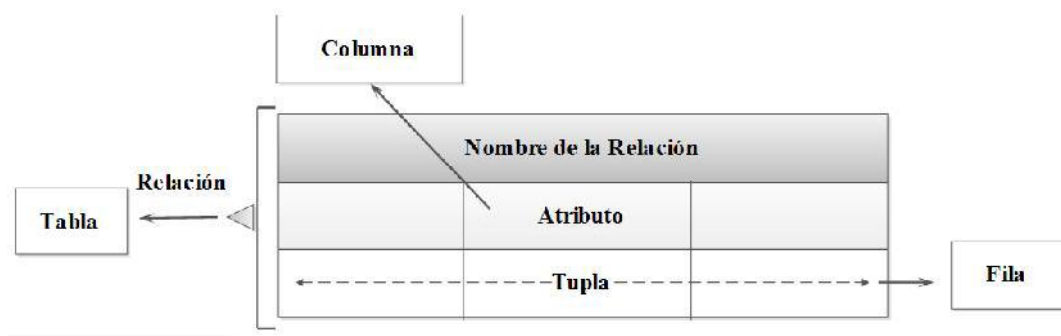 Columna
Nombre de la Relación
Relación
Tabla
Atributo
Tupla
Fila